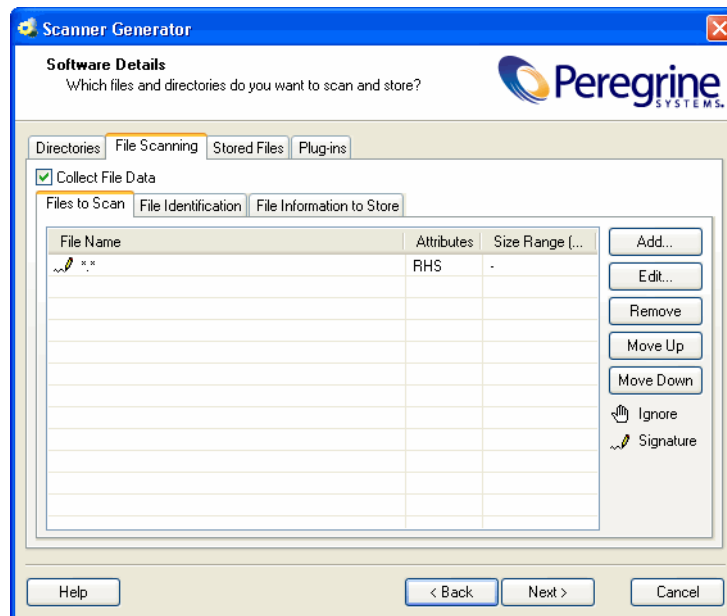 Scanner Generator
Software Details
Which files and directories do you want to scan and store?
Peregrine
SYSTEMS.
Directories File Scanning Stored Files Plug-ins
Collect File Data
Files to Scan File Identification File Information to Store
File Name Attributes Size Range (...
*.* RHS -
Add...
Edit...
Remove
Move Up
Move Down
Ignore
Signature
Help < Back Next > Cancel